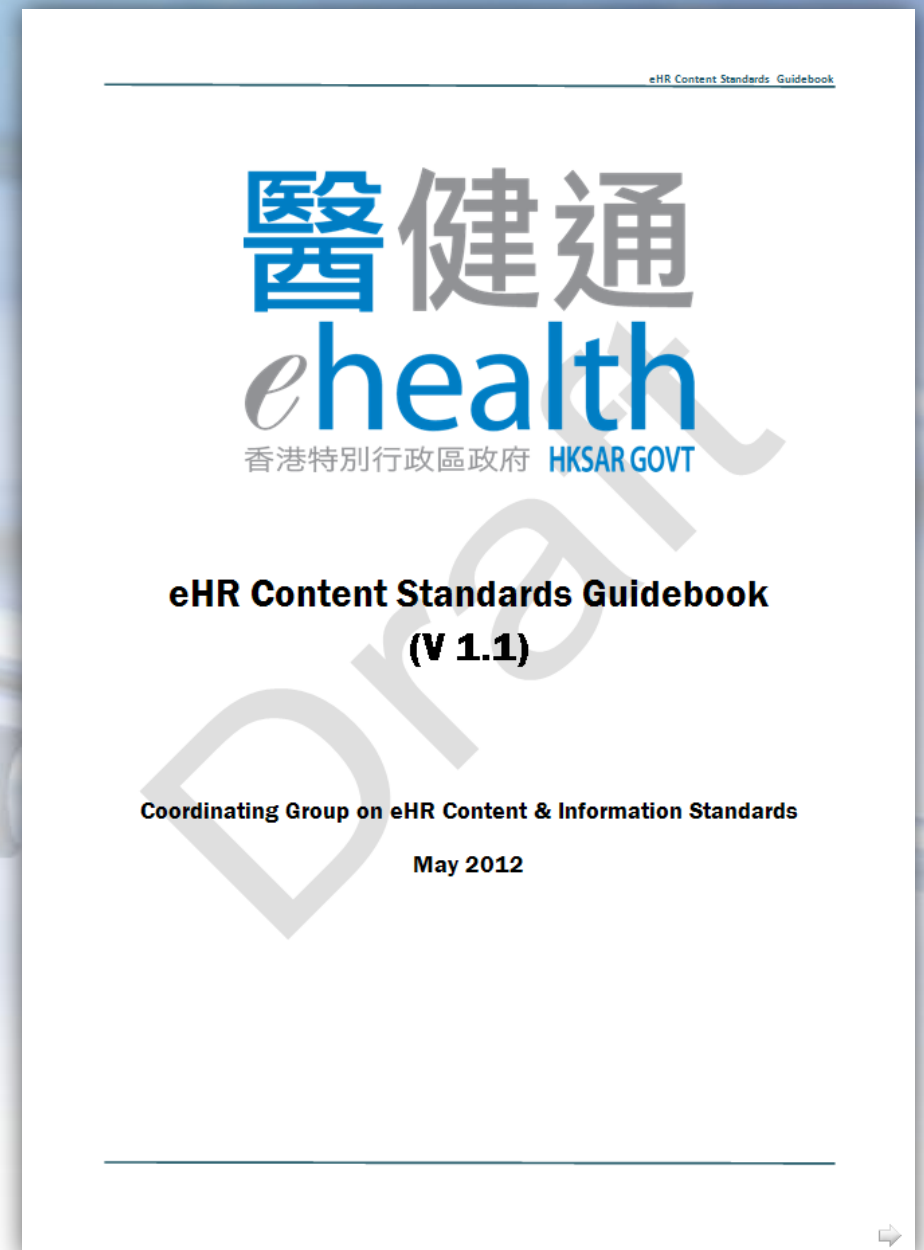 eHR Content Standards Guidebook
醫健通
ehealth
香港特別行政區政府 HKSAR GOVT
eHR Content Standards Guidebook
(V 1.1)
Coordinating Group on eHR Content & Information Standards
May 2012
Draft